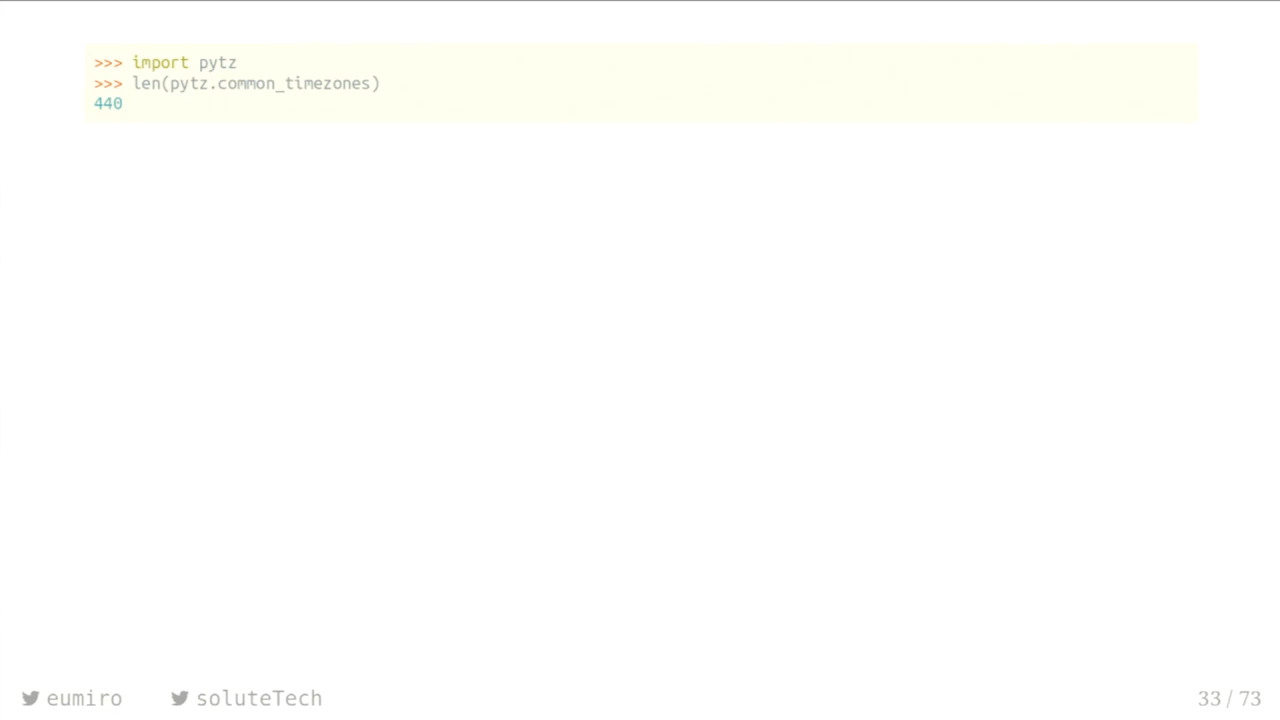 >>> import pytz
>>> len(pytz.common_timezones)
440
eumiro soluteTech 33 / 73